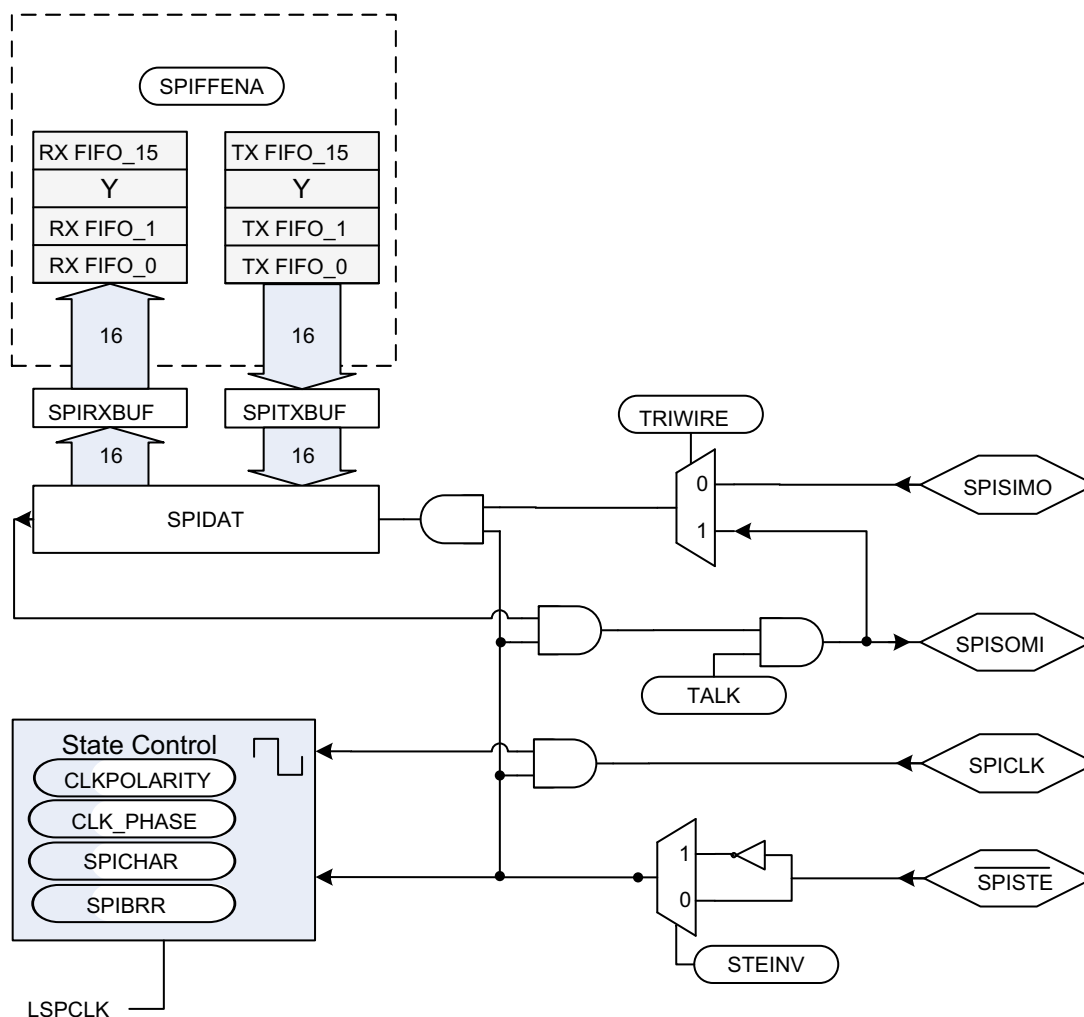 SPIFFENA
RX FIFO_15
TX FIFO_15
Y
Y
RX FIFO_1
TX FIFO_1
RX FIFO_0
TX FIFO_0
16
16
SPIRXBUF
SPITXBUF
TRIWIRE
16
16
0
SPISIMO
SPIDAT
1
SPISOMI
TALK
State Control
CLKPOLARITY
SPICLK
CLK_PHASE
SPICHAR
1
SPISTE
SPIBRR
0
STEINV
LSPCLK